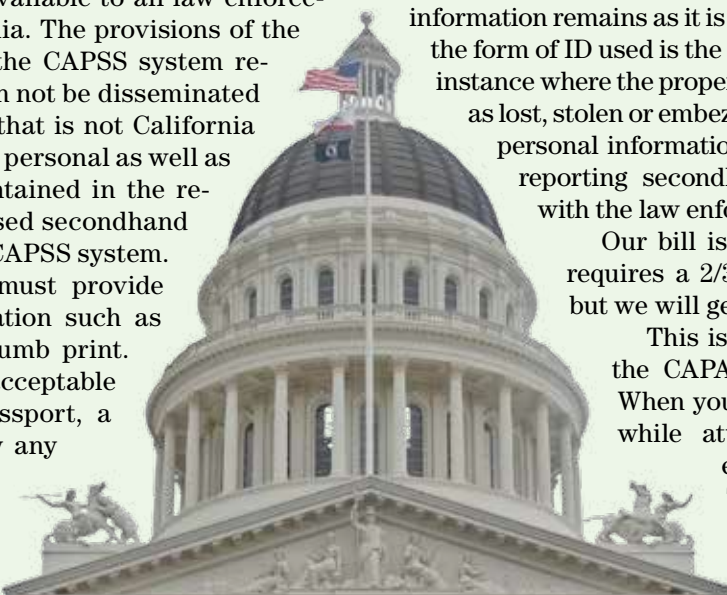 vailable to all law enforce-
ia. The provisions of the
the CAPSS system re-
n not be disseminated
that is not California
personal as well as
ntained in the re-
sed secondhand
CAPSS system.
must provide
ation such as
umb print.
cceptable
ssport, a
y any
information remains as it is
the form of ID used is the
instance where the proper
as lost, stolen or embez
personal informatio
reporting secondh
with the law enfo
Our bill is
requires a 2/3
but we will ge
This is
the CAPA
When you
while att
e